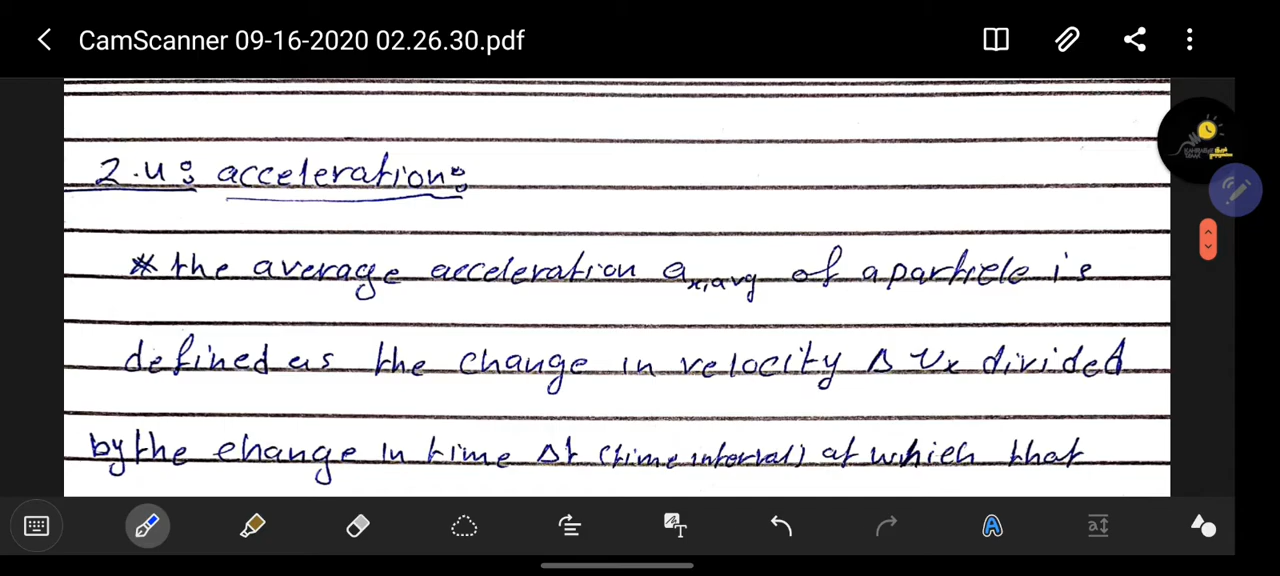 CamScanner 09-16-2020 02.26.30.pdf
2.4: acceleration:
* the average acceleration ax,avg of a particle is
defined as the change in velocity Δ Vx divided
by the change in time Δt (time interval) at which that